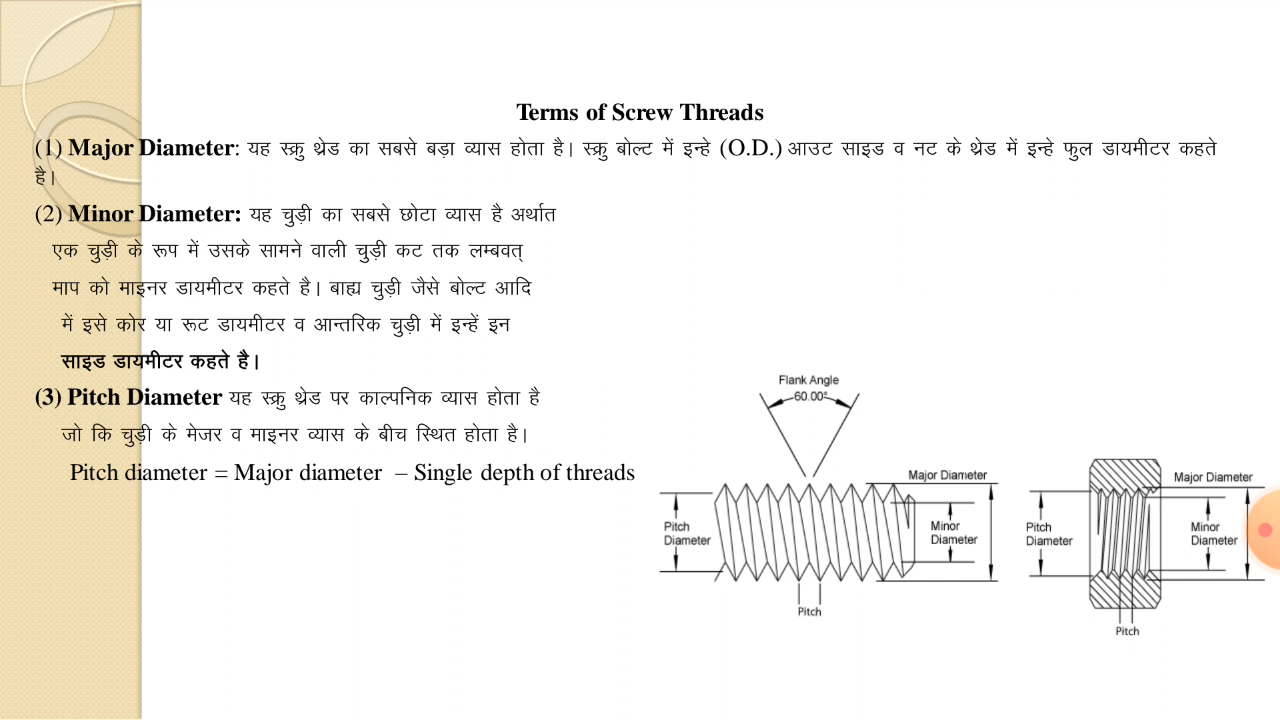 Terms of Screw Threads
(1) Major Diameter: यह स्क्रु थ्रेड का सबसे बड़ा व्यास होता है। स्क्रु बोल्ट में इन्हे (O.D.) आउट साइड व नट के थ्रेड में इन्हे फुल डायमीटर कहते
है।
(2) Minor Diameter: यह चुड़ी का सबसे छोटा व्यास है अर्थात
एक चुड़ी के रूप में उसके सामने वाली चुड़ी कट तक लम्बवत्
माप को माइनर डायमीटर कहते है। बाह्य चुड़ी जैसे बोल्ट आदि
में इसे कोर या रूट डायमीटर व आन्तरिक चुड़ी में इन्हें इन
साइड डायमीटर कहते है।
(3) Pitch Diameter यह स्क्रु थ्रेड पर काल्पनिक व्यास होता है
जो कि चुड़ी के मेजर व माइनर व्यास के बीच स्थित होता है।
Pitch diameter = Major diameter – Single depth of threads
Flank Angle
60.00°
Major Diameter
Pitch
Diameter
Minor
Diameter
Pitch
Major Diameter
Pitch
Diameter
Minor
Diameter
Pitch